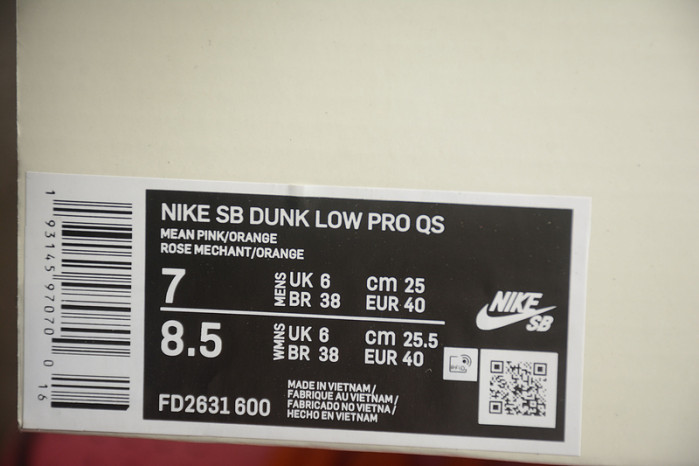 NIKE SB DUNK LOW PRO QS
MEAN PINK/ORANGE
ROSE MECHANT/ORANGE
7 MENS UK 6 cm 25
BR 38 EUR 40
8.5 WMNS UK 6 cm 25.5
BR 38 EUR 40
NIKE
SB
FD2631 600
MADE IN VIETNAM /
FABRIQUE AU VIETNAM /
FABRICADO NO VIETNA /
HECHO EN VIETNAM
1 93145 97070 0 16